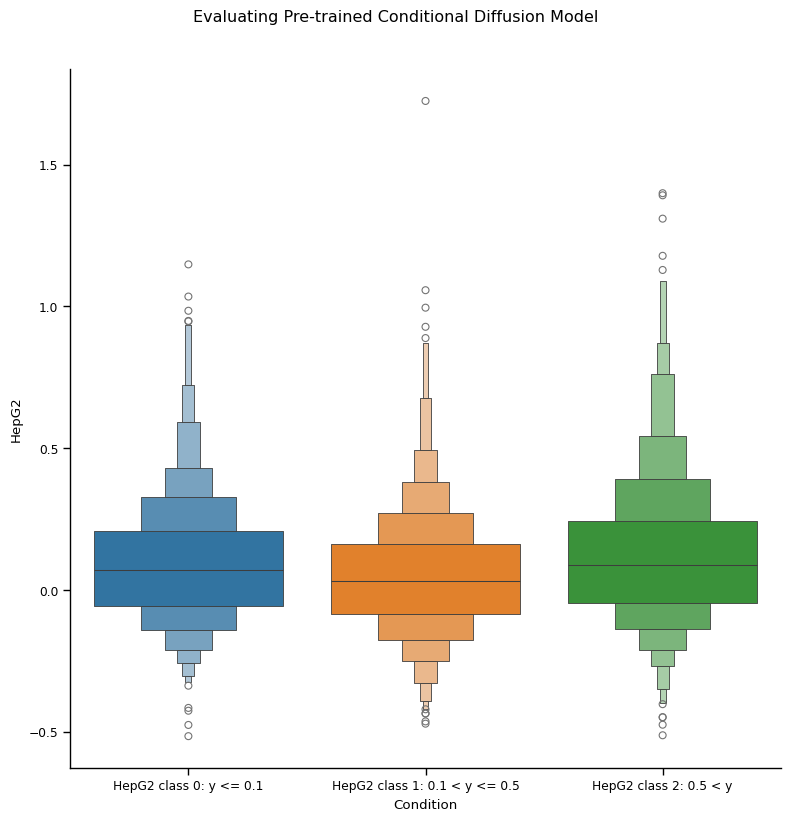 Evaluating Pre-trained Conditional Diffusion Model
HepG2
1.5
1.0
0.5
0.0
−0.5
HepG2 class 0: y <= 0.1
HepG2 class 1: 0.1 < y <= 0.5
HepG2 class 2: 0.5 < y
Condition